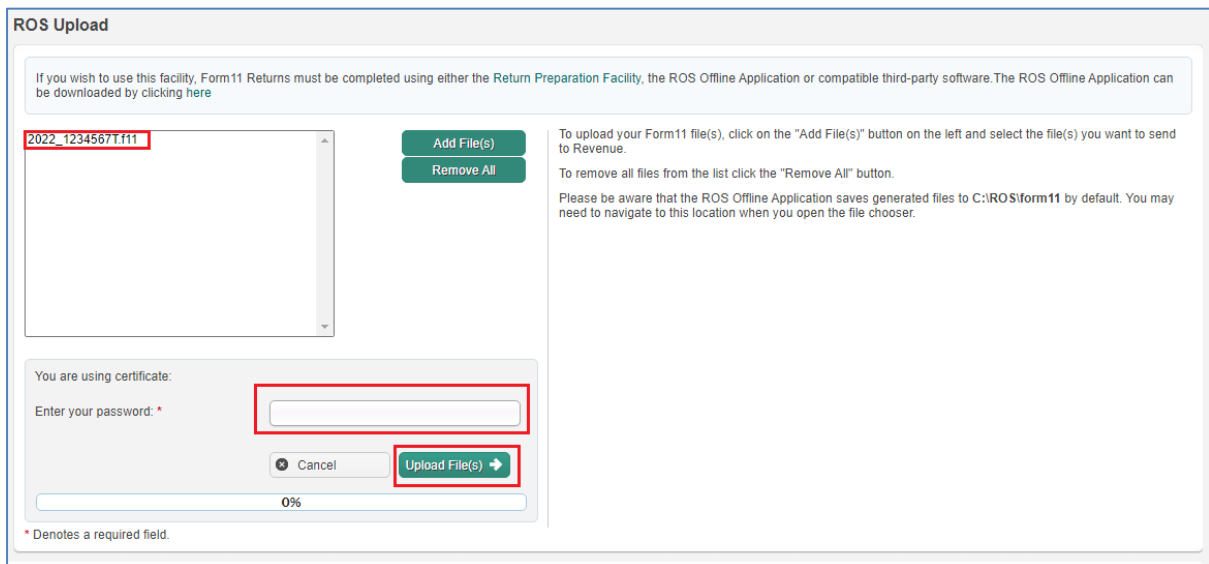 ROS Upload
If you wish to use this facility, Form11 Returns must be completed using either the Return Preparation Facility, the ROS Offline Application or compatible third-party software.The ROS Offline Application can
be downloaded by clicking here
2022_1234567T.f11
Add File(s)
Remove All
To upload your Form11 file(s), click on the "Add File(s)" button on the left and select the file(s) you want to send
to Revenue.
To remove all files from the list click the "Remove All" button.
Please be aware that the ROS Offline Application saves generated files to C:\ROS\form11 by default. You may
need to navigate to this location when you open the file chooser.
You are using certificate:
Enter your password: *
Cancel
Upload File(s)
0%
* Denotes a required field.